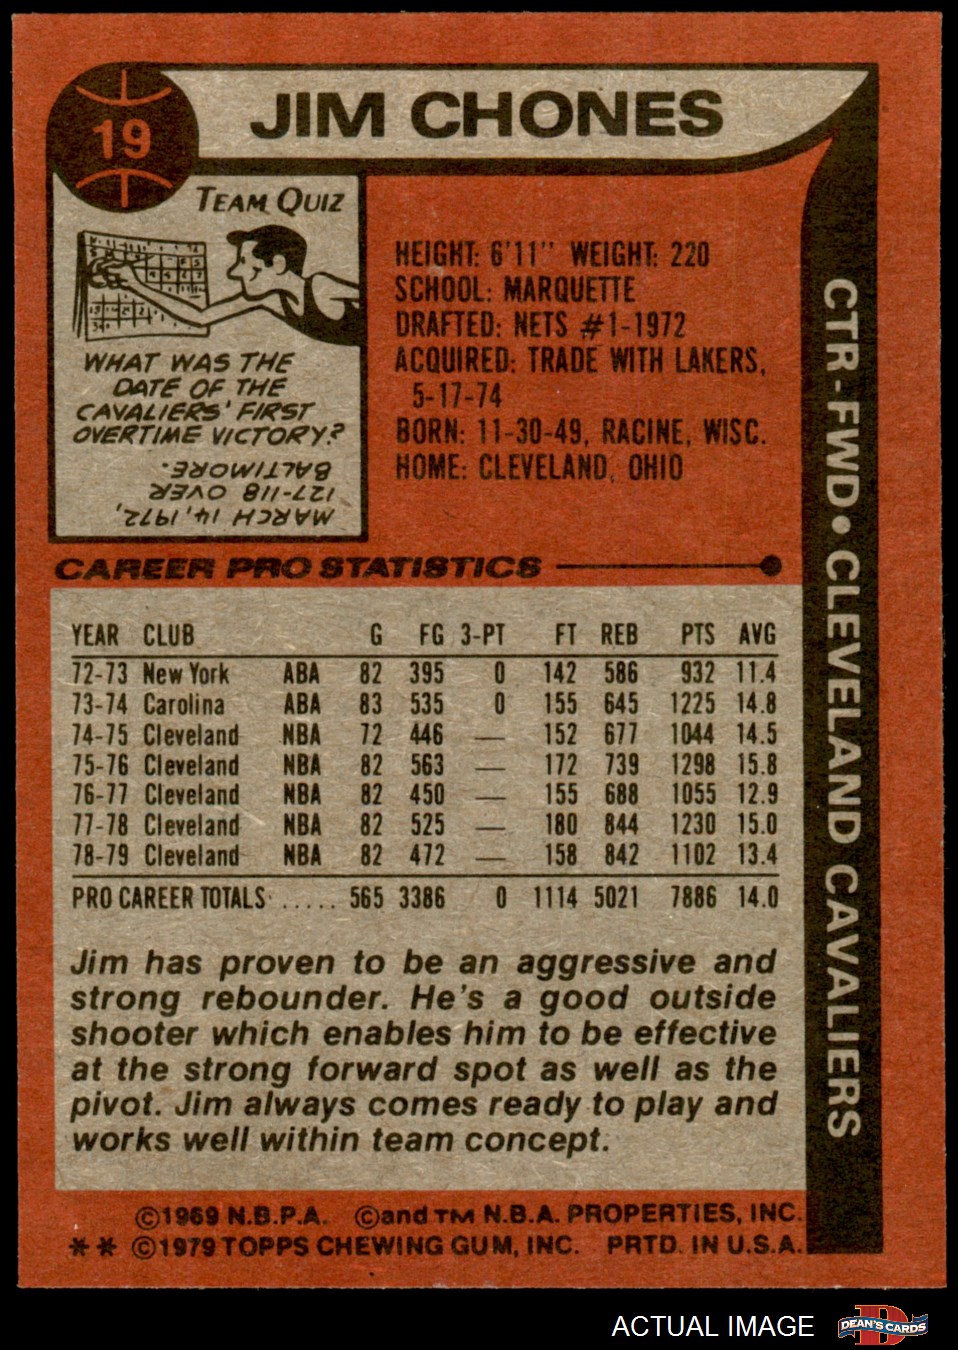 19
JIM CHONES
TEAM QUIZ
WHAT WAS THE
DATE OF THE
CAVALIERS' FIRST
OVERTIME VICTORY?
MARCH 14, 1972,
127-118 OVER
BALTIMORE.
HEIGHT: 6'11" WEIGHT: 220
SCHOOL: MARQUETTE
DRAFTED: NETS #1-1972
ACQUIRED: TRADE WITH LAKERS,
5-17-74
BORN: 11-30-49, RACINE, WISC.
HOME: CLEVELAND, OHIO
CTR-FWD • CLEVELAND CAVALIERS
CAREER PRO STATISTICS
YEAR CLUB G FG 3-PT FT REB PTS AVG
72-73 New York ABA 82 395 0 142 586 932 11.4
73-74 Carolina ABA 83 535 0 155 645 1225 14.8
74-75 Cleveland NBA 72 446 — 152 677 1044 14.5
75-76 Cleveland NBA 82 563 — 172 739 1298 15.8
76-77 Cleveland NBA 82 450 — 155 688 1055 12.9
77-78 Cleveland NBA 82 525 — 180 844 1230 15.0
78-79 Cleveland NBA 82 472 — 158 842 1102 13.4
PRO CAREER TOTALS ..... 565 3386 0 1114 5021 7886 14.0
Jim has proven to be an aggressive and
strong rebounder. He's a good outside
shooter which enables him to be effective
at the strong forward spot as well as the
pivot. Jim always comes ready to play and
works well within team concept.
©1969 N.B.P.A. ©and TM N.B.A. PROPERTIES, INC.
** ©1979 TOPPS CHEWING GUM, INC. PRTD. IN U.S.A.
ACTUAL IMAGE
D
DEAN'S CARDS